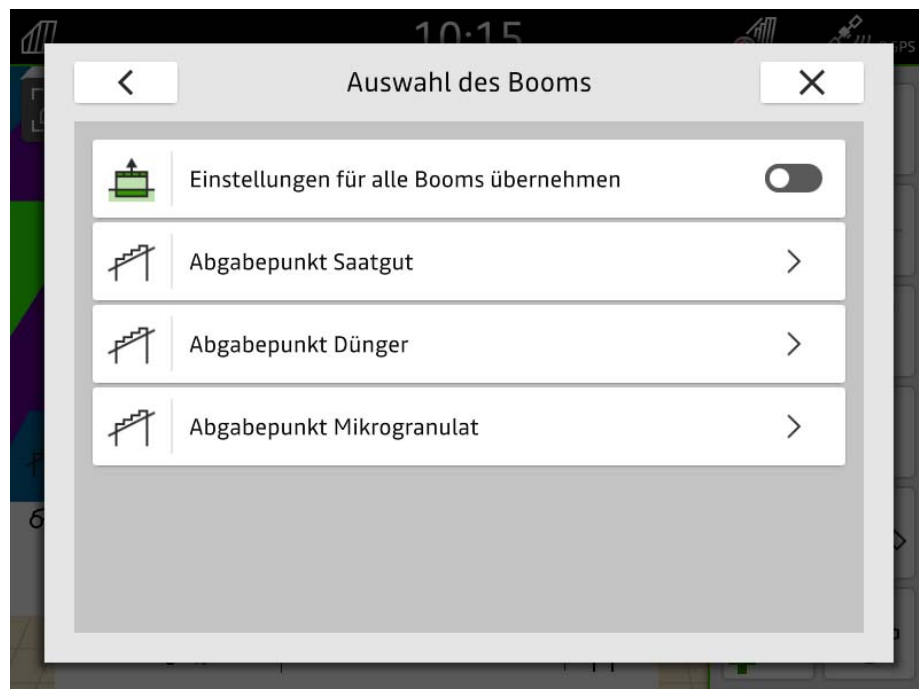 10:15
GPS
Auswahl des Booms
Einstellungen für alle Booms übernehmen
Abgabepunkt Saatgut
Abgabepunkt Dünger
Abgabepunkt Mikrogranulat